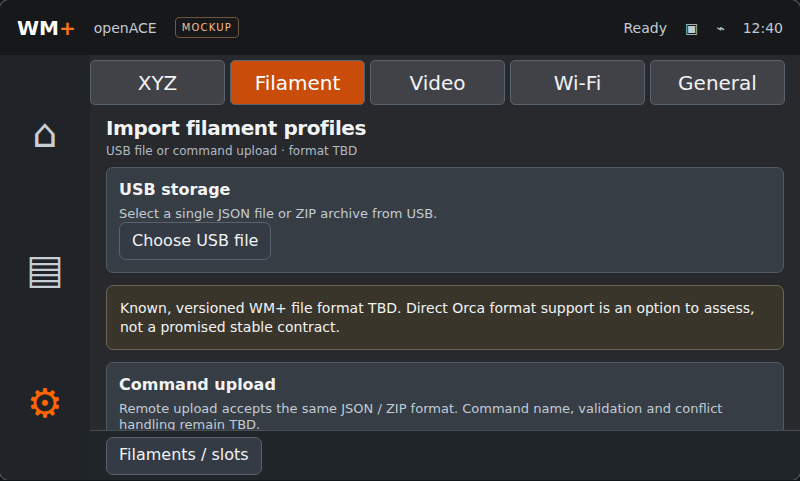 WM+ openACE MOCKUP Ready 12:40
XYZ Filament Video Wi-Fi General
Import filament profiles
USB file or command upload · format TBD
USB storage
Select a single JSON file or ZIP archive from USB.
Choose USB file
Known, versioned WM+ file format TBD. Direct Orca format support is an option to assess,
not a promised stable contract.
Command upload
Remote upload accepts the same JSON / ZIP format. Command name, validation and conflict
handling remain TBD.
Filaments / slots